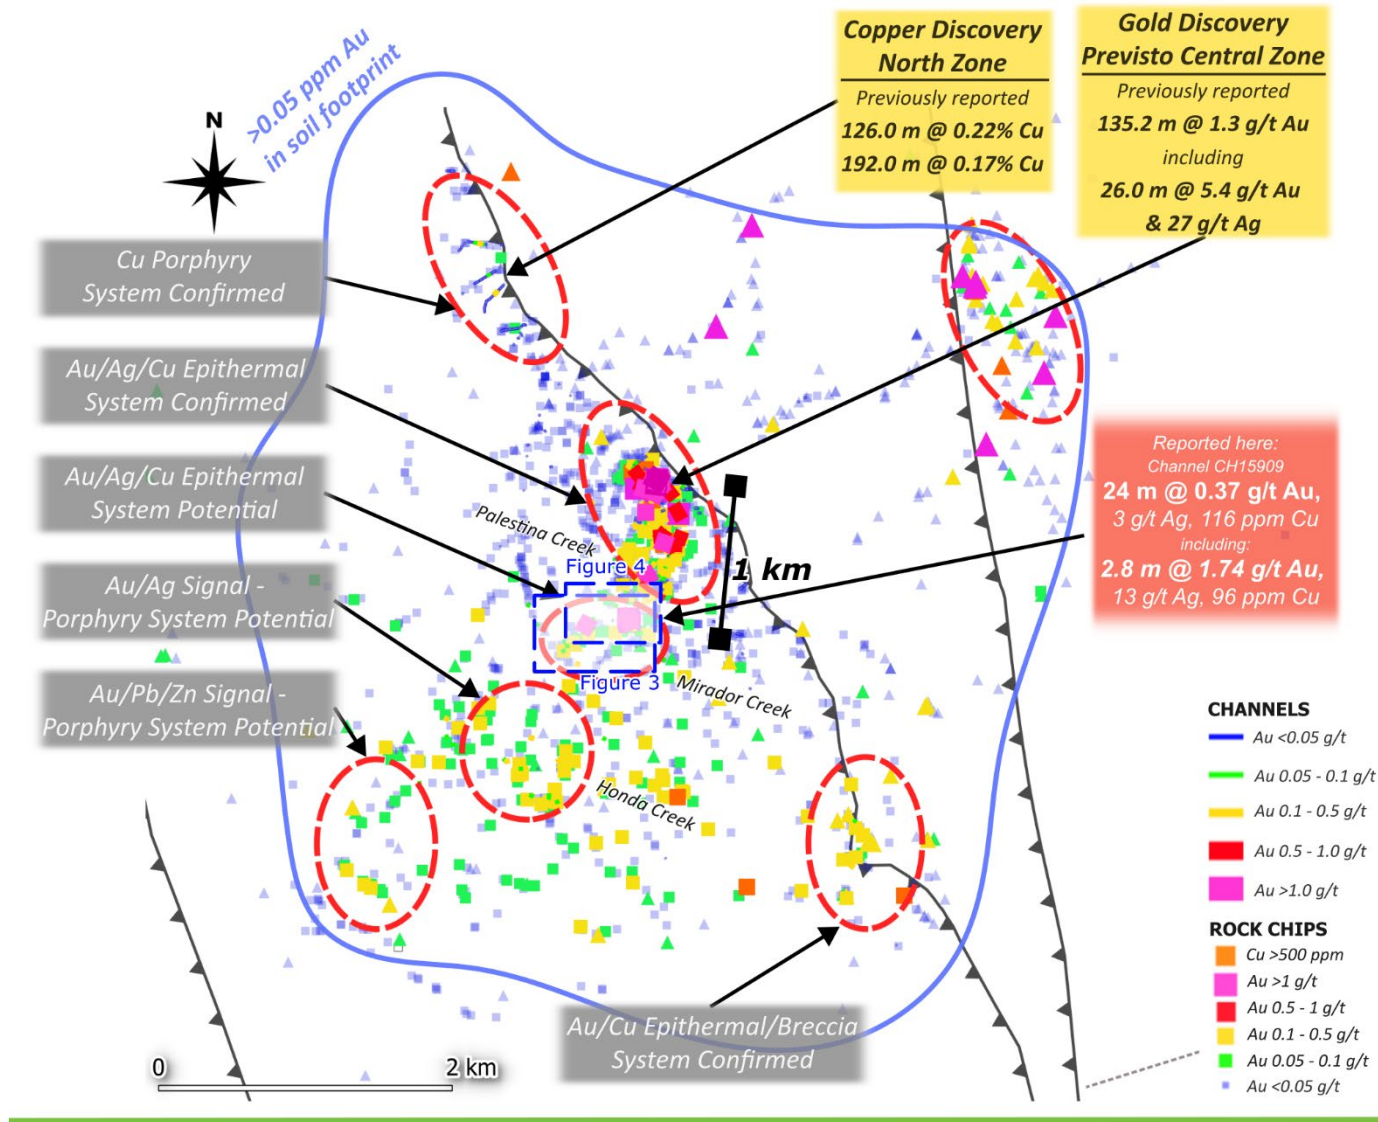 >0.05 ppm Au
in soil footprint
N
Copper Discovery
North Zone
Previously reported
126.0 m @ 0.22% Cu
192.0 m @ 0.17% Cu
Gold Discovery
Previsto Central Zone
Previously reported
135.2 m @ 1.3 g/t Au
including
26.0 m @ 5.4 g/t Au
& 27 g/t Ag
Cu Porphyry
System Confirmed
Au/Ag/Cu Epithermal
System Confirmed
Au/Ag/Cu Epithermal
System Potential
Au/Ag Signal -
Porphyry System Potential
Au/Pb/Zn Signal -
Porphyry System Potential
Reported here:
Channel CH15909
24 m @ 0.37 g/t Au,
3 g/t Ag, 116 ppm Cu
including:
2.8 m @ 1.74 g/t Au,
13 g/t Ag, 96 ppm Cu
Palestina Creek
Figure 4
1 km
Figure 3
Mirador Creek
Honda Creek
Au/Cu Epithermal/Breccia
System Confirmed
0
2 km
CHANNELS
Au <0.05 g/t
Au 0.05 - 0.1 g/t
Au 0.1 - 0.5 g/t
Au 0.5 - 1.0 g/t
Au >1.0 g/t
ROCK CHIPS
Cu >500 ppm
Au >1 g/t
Au 0.5 - 1 g/t
Au 0.1 - 0.5 g/t
Au 0.05 - 0.1 g/t
Au <0.05 g/t